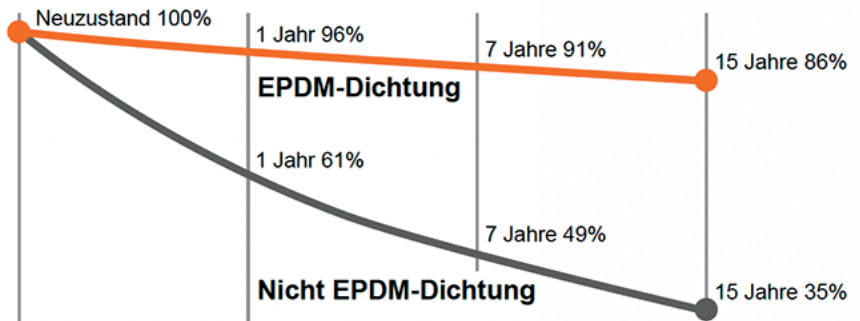 Neuzustand 100%
1 Jahr 96%
7 Jahre 91%
15 Jahre 86%
EPDM-Dichtung
1 Jahr 61%
7 Jahre 49%
Nicht EPDM-Dichtung
15 Jahre 35%